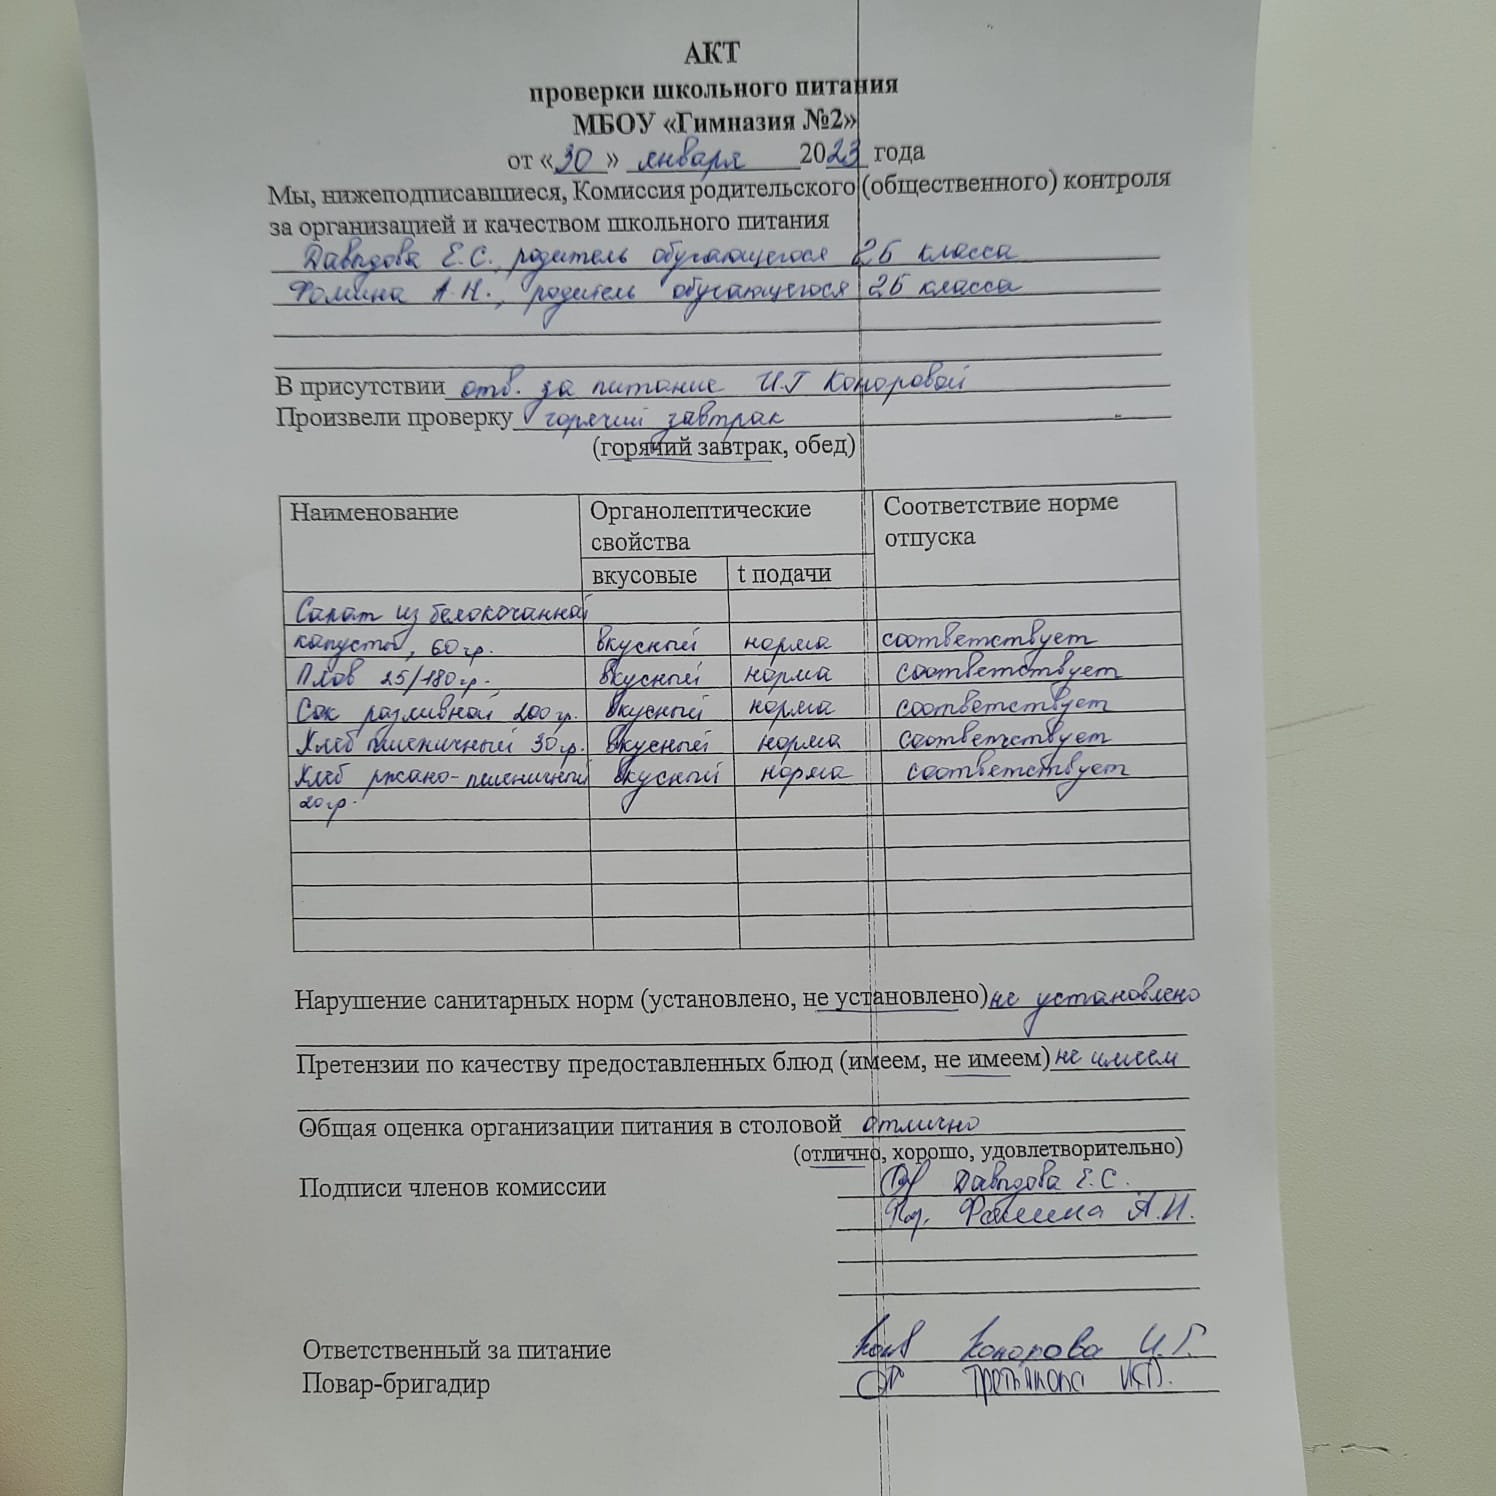 АКТ
проверки школьного питания
МБОУ «Гимназия №2»
от «30» января 2023 года
Мы, нижеподписавшиеся, Комиссия родительского (общественного) контроля
за организацией и качеством школьного питания
Давыдова Е.С., родитель обучающегося 2Б класса
Фомина А.Н., родитель обучающегося 2Б класса
В присутствии отв. за питание И.Г Коноровой
Произвели проверку горячий завтрак
(горячий завтрак, обед)
Наименование Органолептические свойства Соответствие норме отпуска
вкусовые t подачи
Салат из белокочанной
капусты, 60 гр. вкусный норма соответствует
Плов 25/180 гр. вкусный норма соответствует
Сок разливной 200 гр. вкусный норма соответствует
Хлеб пшеничный 30 гр. вкусный норма соответствует
Хлеб ржано-пшеничный вкусный норма соответствует
20 гр.
Нарушение санитарных норм (установлено, не установлено) не установлено
Претензии по качеству предоставленных блюд (имеем, не имеем) не имеем
Общая оценка организации питания в столовой отлично
(отлично, хорошо, удовлетворительно)
Подписи членов комиссии Давыдова Е.С.
Фомина А.Н.
Ответственный за питание Конорова И.Г.
Повар-бригадир